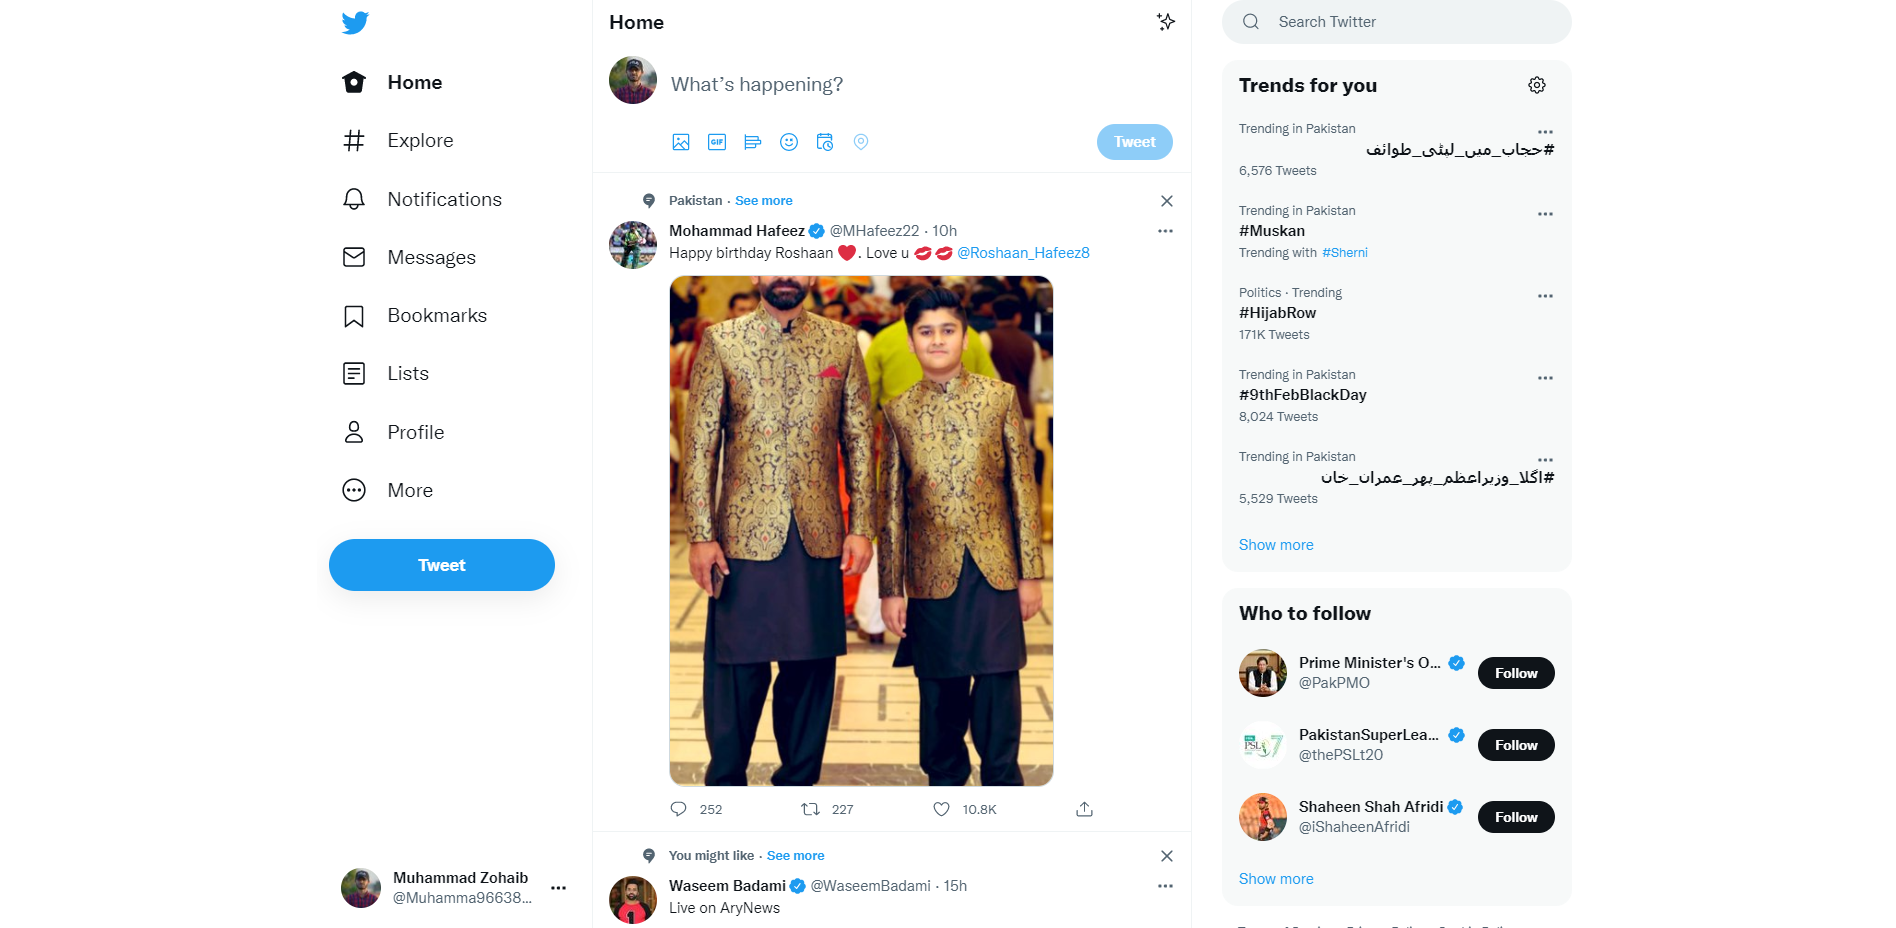 Home
Explore
Notifications
Messages
Bookmarks
Lists
Profile
More
Tweet
Muhammad Zohaib
@Muhamma96638...
Home
What's happening?
GIF
Tweet
Pakistan · See more
Mohammad Hafeez @MHafeez22 · 10h
Happy birthday Roshaan ❤️. Love u 💋💋 @Roshaan_Hafeez8
252 227 10.8K
You might like · See more
Waseem Badami @WaseemBadami · 15h
Live on AryNews
Search Twitter
Trends for you
Trending in Pakistan
#حجاب_میں_لپٹی_طوائف
6,576 Tweets
Trending in Pakistan
#Muskan
Trending with #Sherni
Politics · Trending
#HijabRow
171K Tweets
Trending in Pakistan
#9thFebBlackDay
8,024 Tweets
Trending in Pakistan
#اگلا_وزیراعظم_پھر_عمران_خان
5,529 Tweets
Show more
Who to follow
Prime Minister's O...
@PakPMO
Follow
PSL 7
PakistanSuperLea...
@thePSLt20
Follow
Shaheen Shah Afridi
@iShaheenAfridi
Follow
Show more